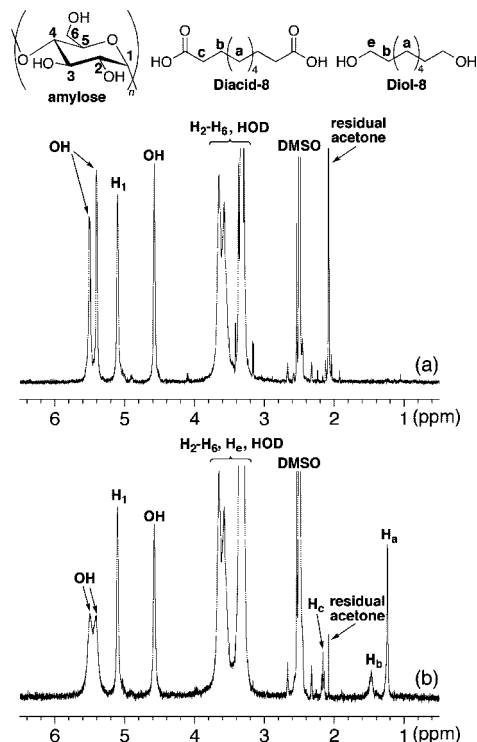 HO
6
4
5
O
O
1
HO
3
2
OH
O
n
amylose
O
HO
c
b
a
4
O
OH
Diacid-8
e
HO
b
a
4
OH
Diol-8
OH
H1
OH
H2-H6, HOD
DMSO
residual
acetone
(a)
6 5 4 3 2 1 (ppm)
OH
H1
OH
H2-H6, He, HOD
DMSO
Hc
residual
acetone
Hb
Ha
(b)
6 5 4 3 2 1 (ppm)